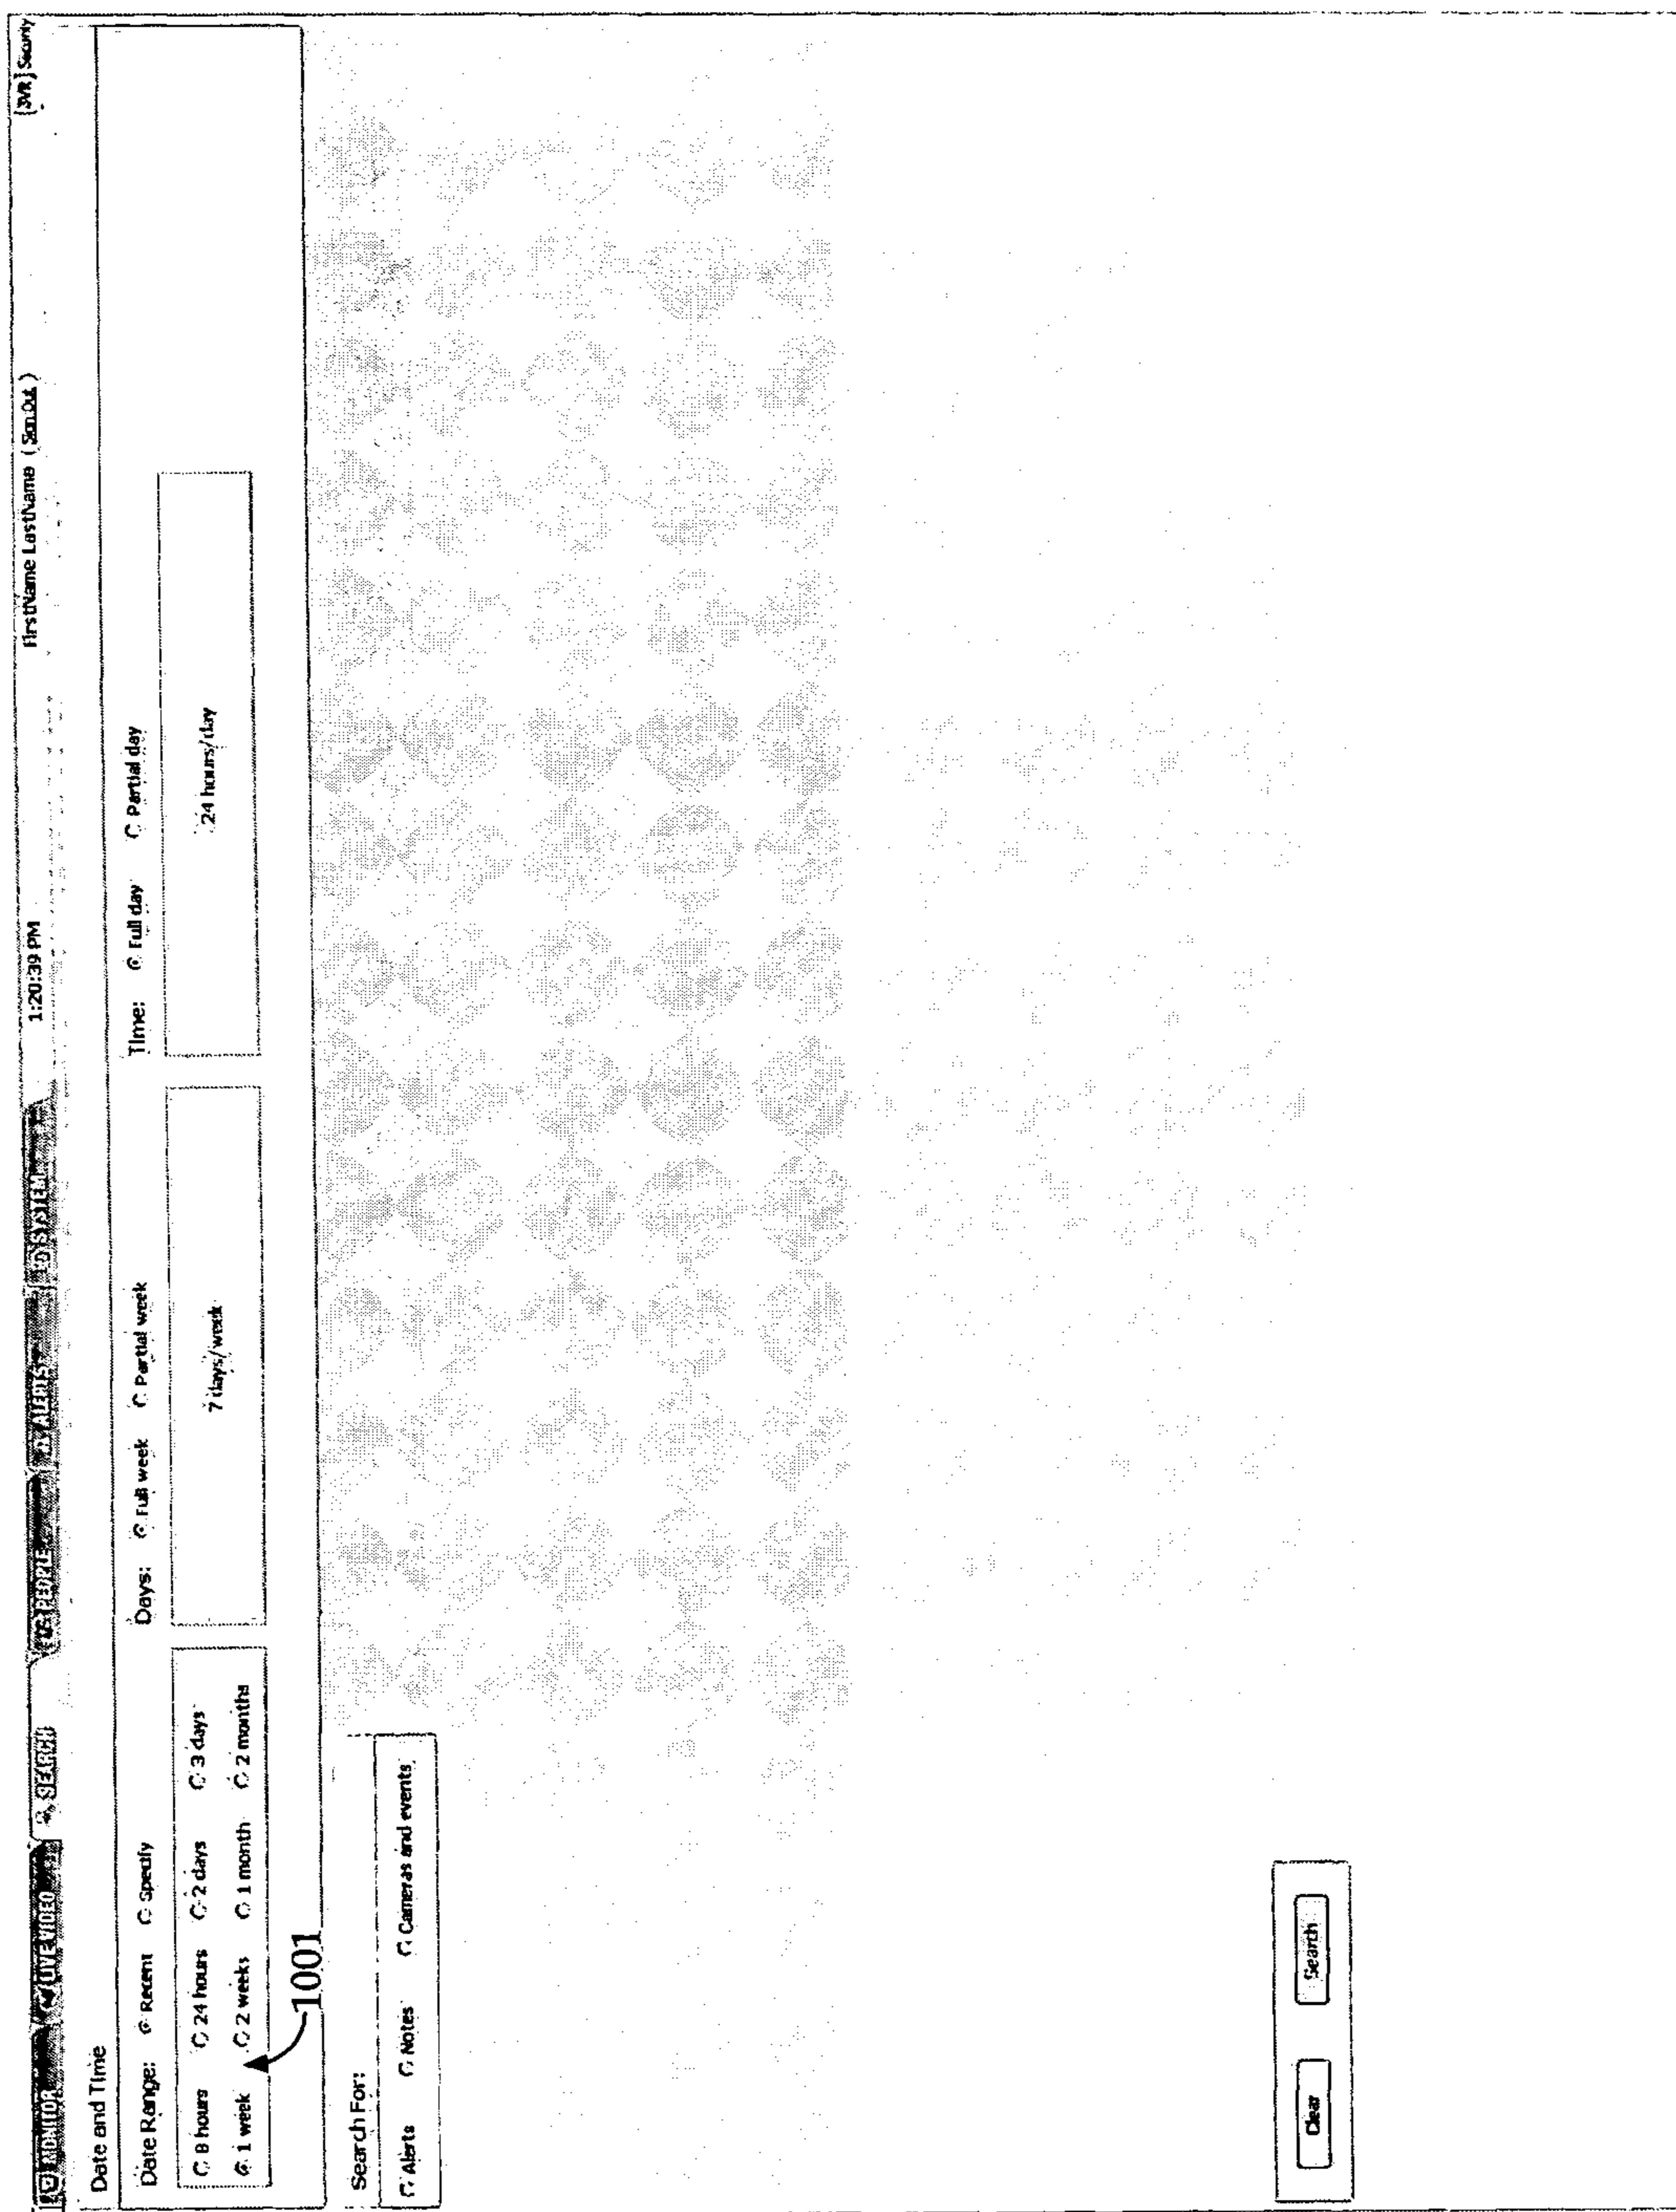 MONITOR LIVE VIDEO SEARCH PEOPLE ALERTS SYSTEM 1:20:39 PM FirstName LastName ( Sign Out ) [3VR] Security
Date and Time
Date Range: Recent Specify Days: Full week Partial week Time: Full day Partial day
8 hours 24 hours 2 days 3 days
1 week 2 weeks 1 month 2 months
7 days/week
24 hours/day
1001
Search For:
Alerts Notes Cameras and events
Clear Search